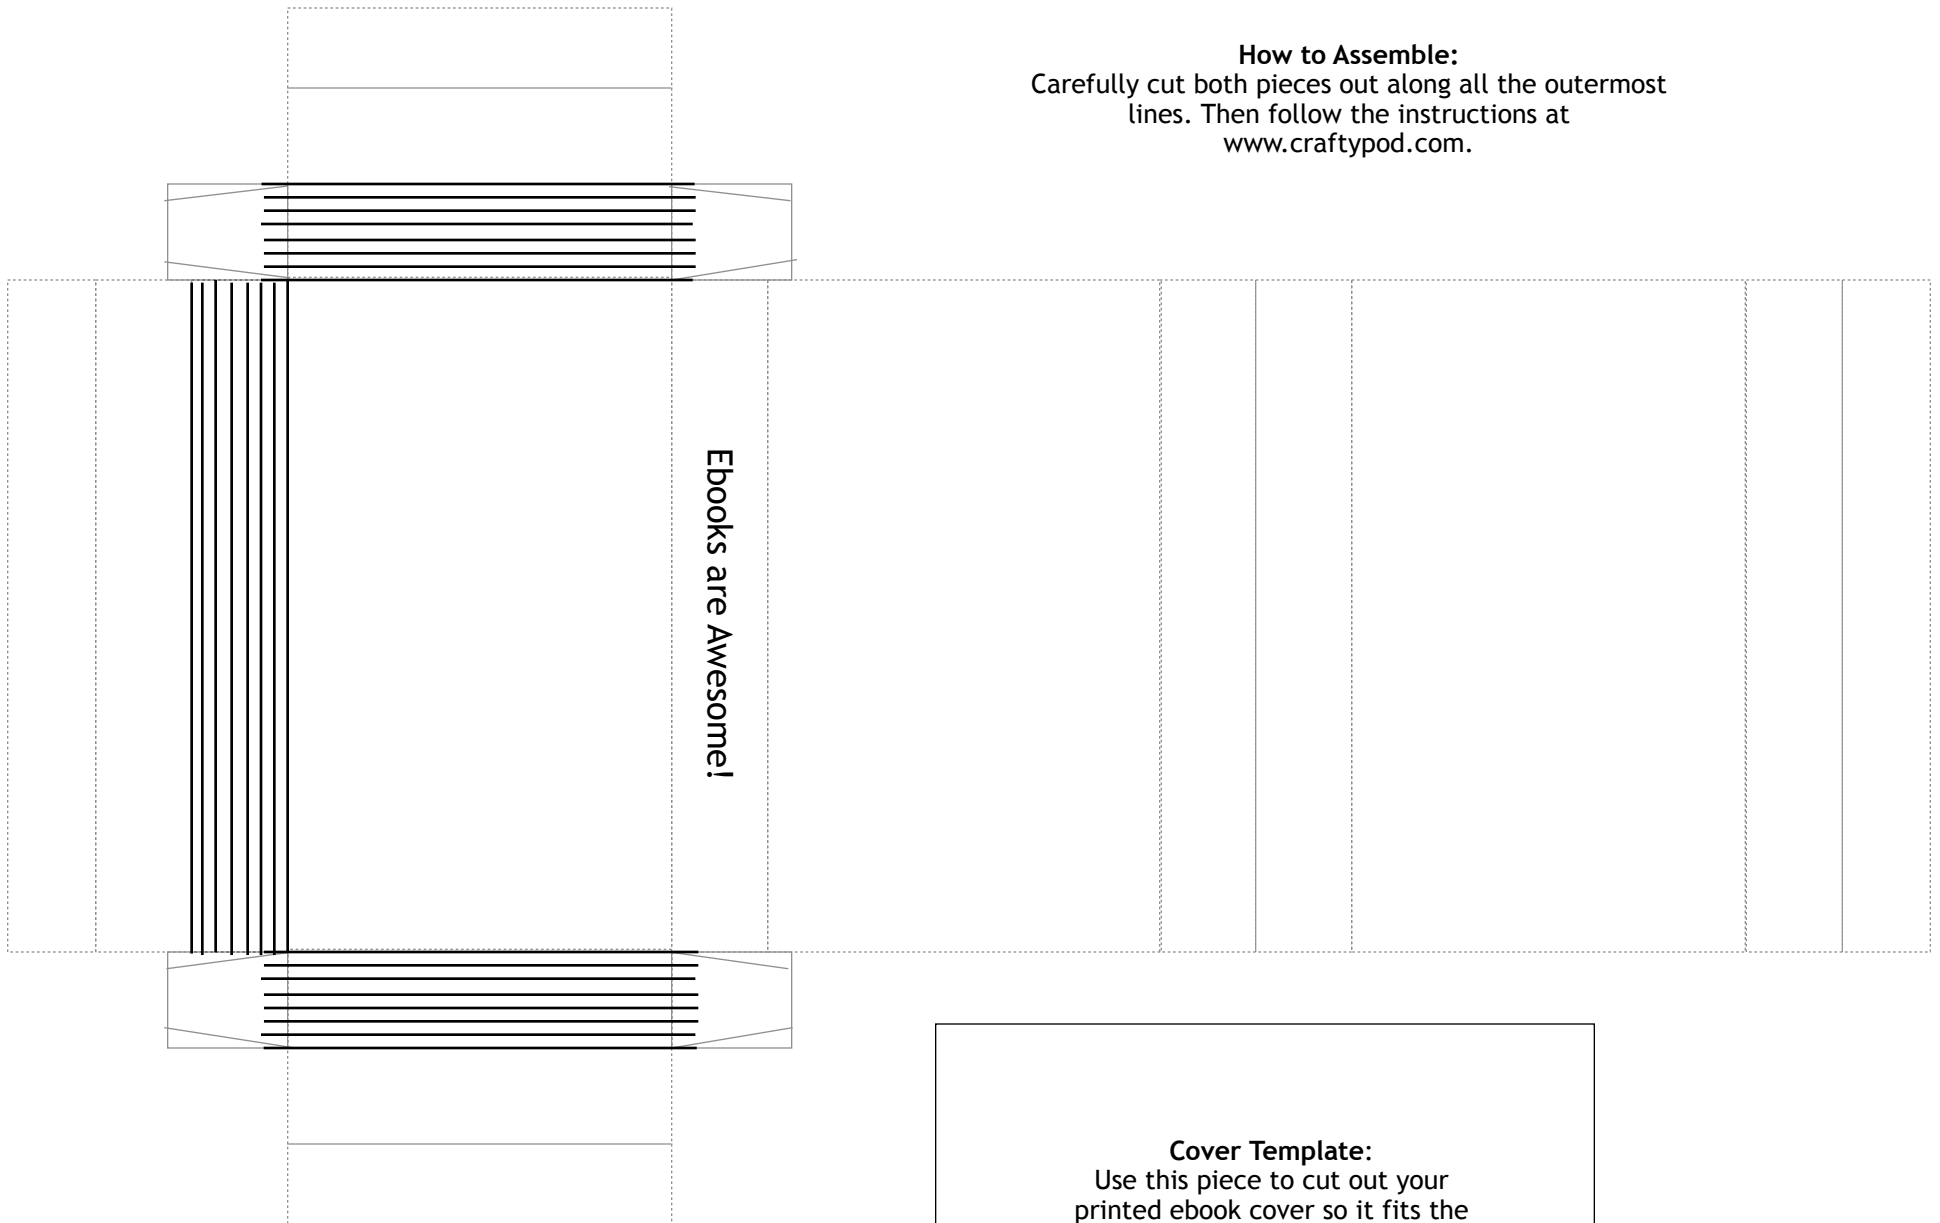 How to Assemble:
Carefully cut both pieces out along all the outermost
lines. Then follow the instructions at
www.craftypod.com.
Ebooks are Awesome!
Cover Template:
Use this piece to cut out your
printed ebook cover so it fits the